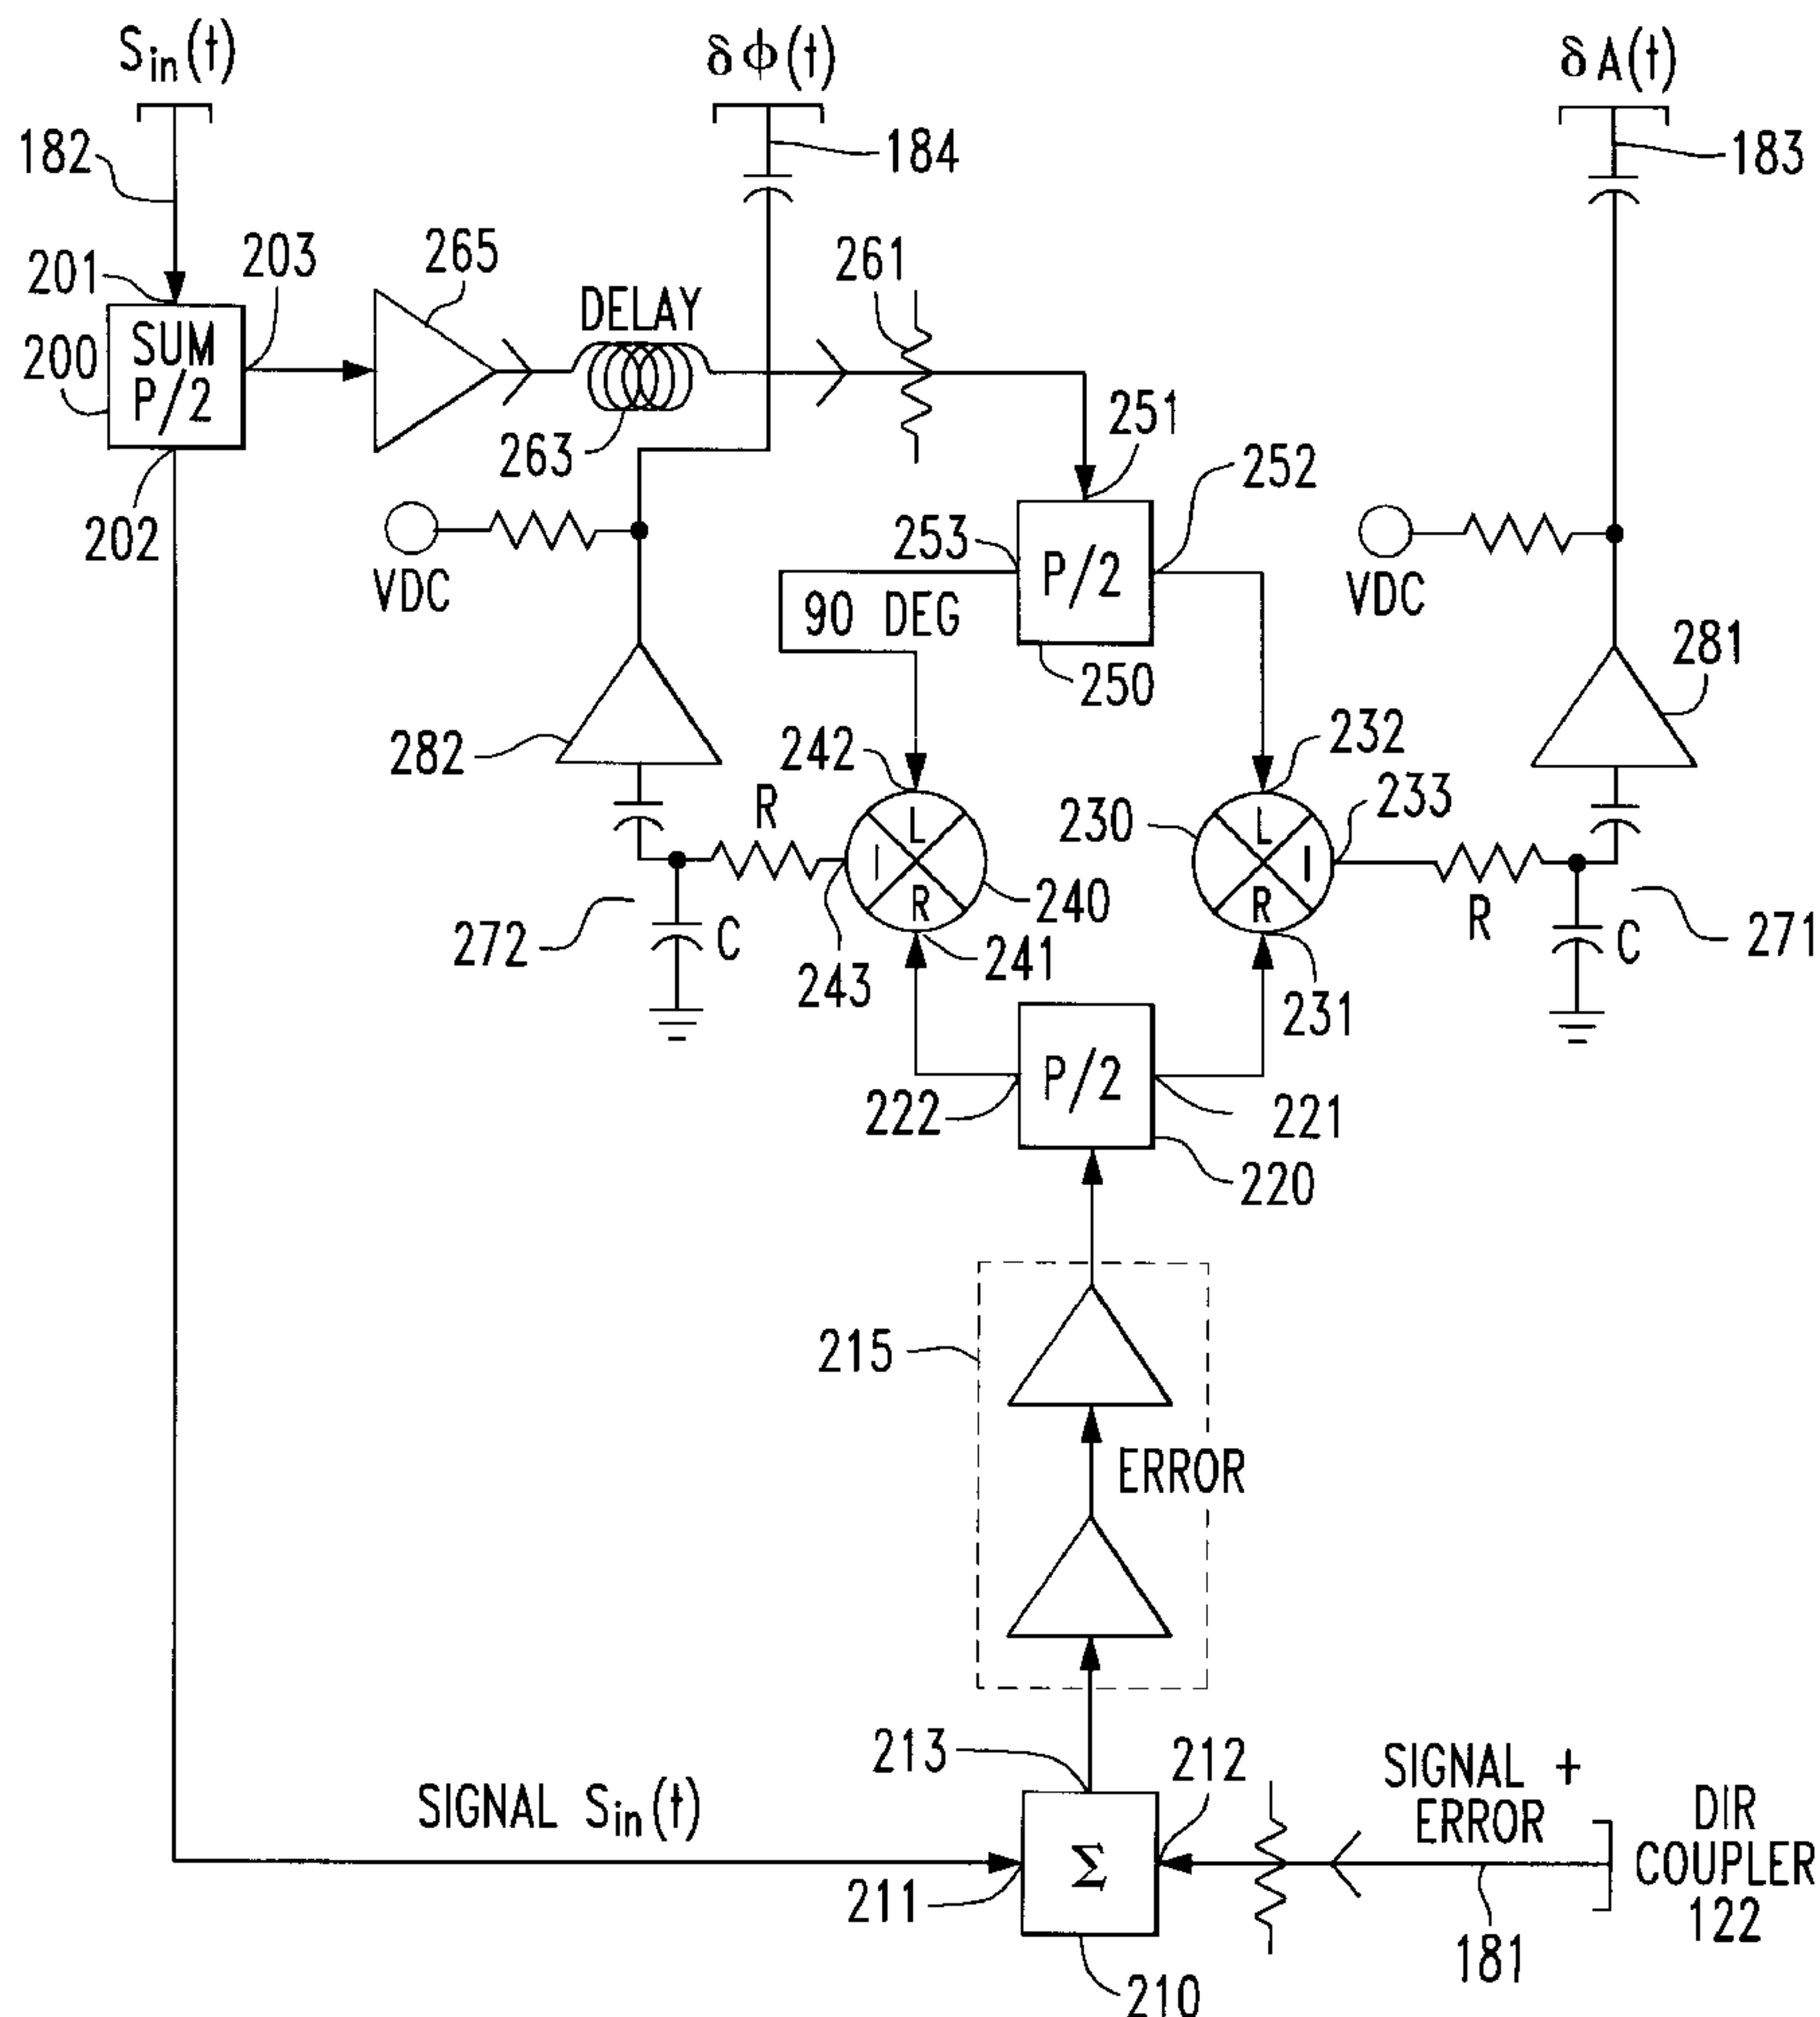 Sin(t)
δϕ(t)
δA(t)
182
184
183
201
203
265
261
DELAY
SUM
P/2
200
263
202
251
252
253
P/2
90 DEG
VDC
VDC
250
281
282
242
232
R
L
I
R
240
230
L
I
R
233
R
272
C
243
241
231
C
271
P/2
222
221
220
215
ERROR
213
212
SIGNAL +
ERROR
DIR
COUPLER
122
SIGNAL Sin(t)
Σ
211
181
210